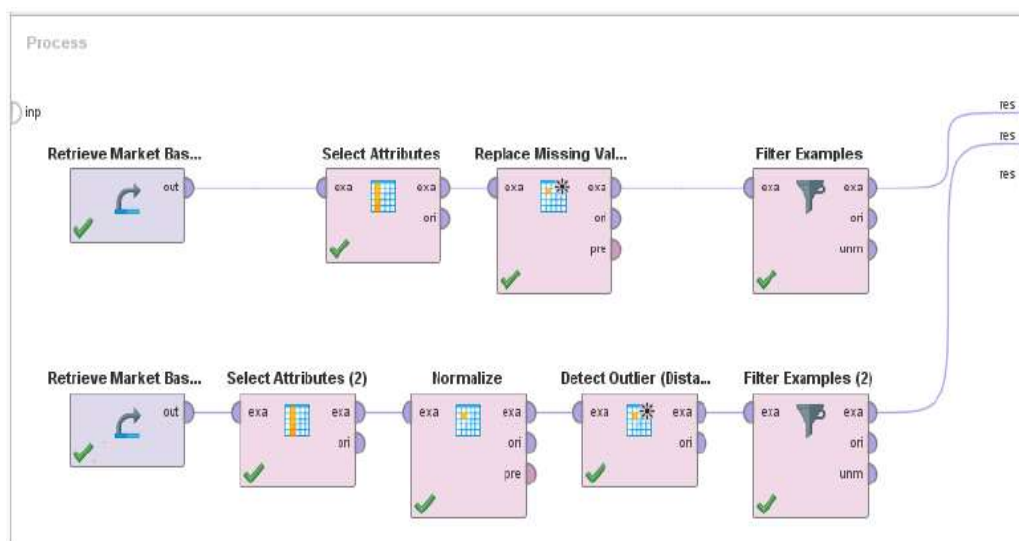 Process
inp
res
res
res
Retrieve Market Bas...
Select Attributes
Replace Missing Val...
Filter Examples
out
exa
exa
ori
exa
exa
ori
pre
exa
exa
ori
unm
Retrieve Market Bas...
Select Attributes (2)
Normalize
Detect Outlier (Dista...
Filter Examples (2)
out
exa
exa
ori
exa
exa
ori
pre
exa
exa
ori
exa
exa
ori
unm